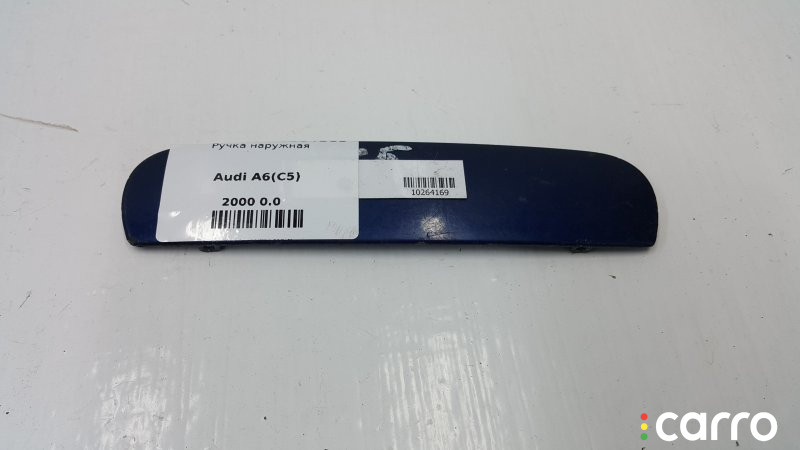 Ручка наружная
Audi A6(C5)
2000 0.0
10264169
carro